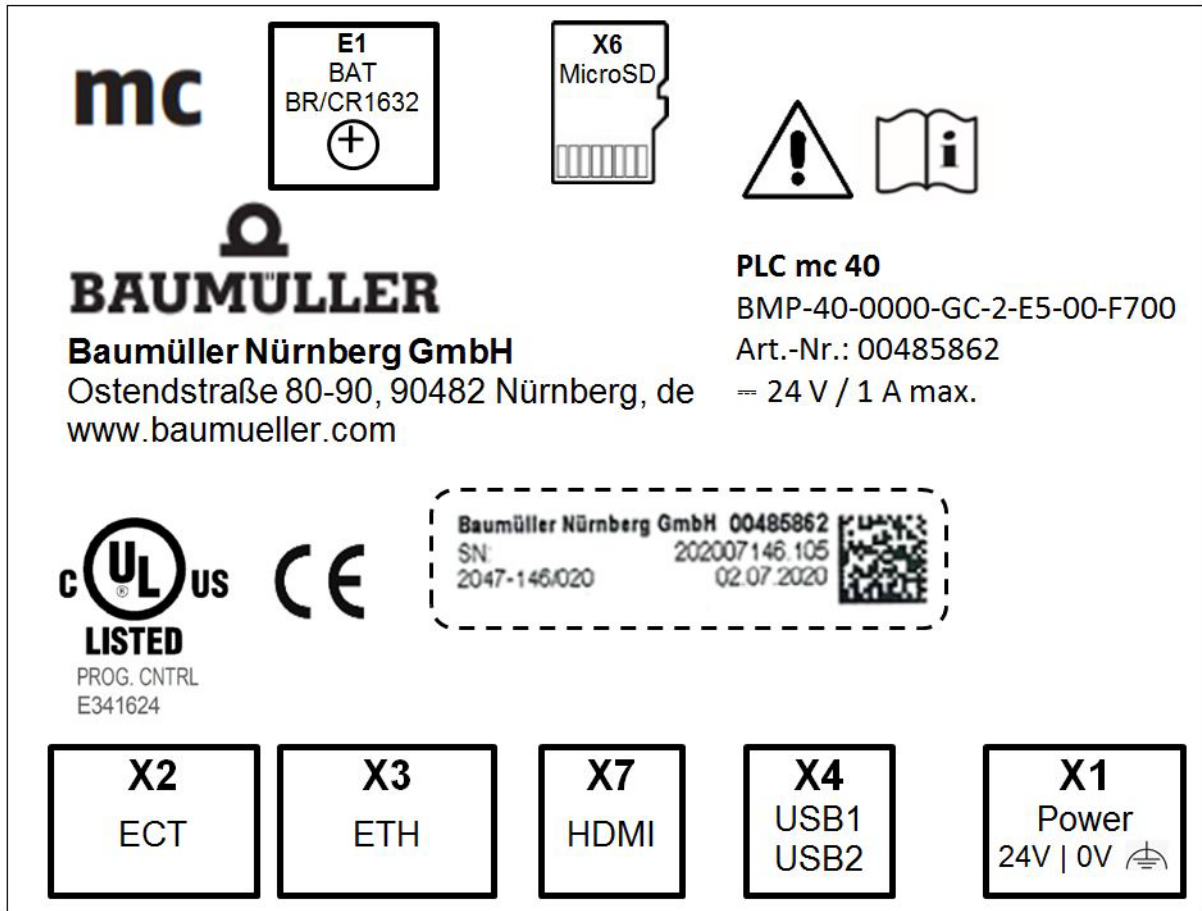 mc
E1
BAT
BR/CR1632
X6
MicroSD
i
BAUMÜLLER
Baumüller Nürnberg GmbH
Ostendstraße 80-90, 90482 Nürnberg, de
www.baumueller.com
PLC mc 40
BMP-40-0000-GC-2-E5-00-F700
Art.-Nr.: 00485862
⎓ 24 V / 1 A max.
C UL ® US
LISTED
PROG. CNTRL
E341624
CE
Baumüller Nürnberg GmbH 00485862
SN: 202007146.105
2047-146/020 02.07.2020
X2
ECT
X3
ETH
X7
HDMI
X4
USB1
USB2
X1
Power
24V | 0V